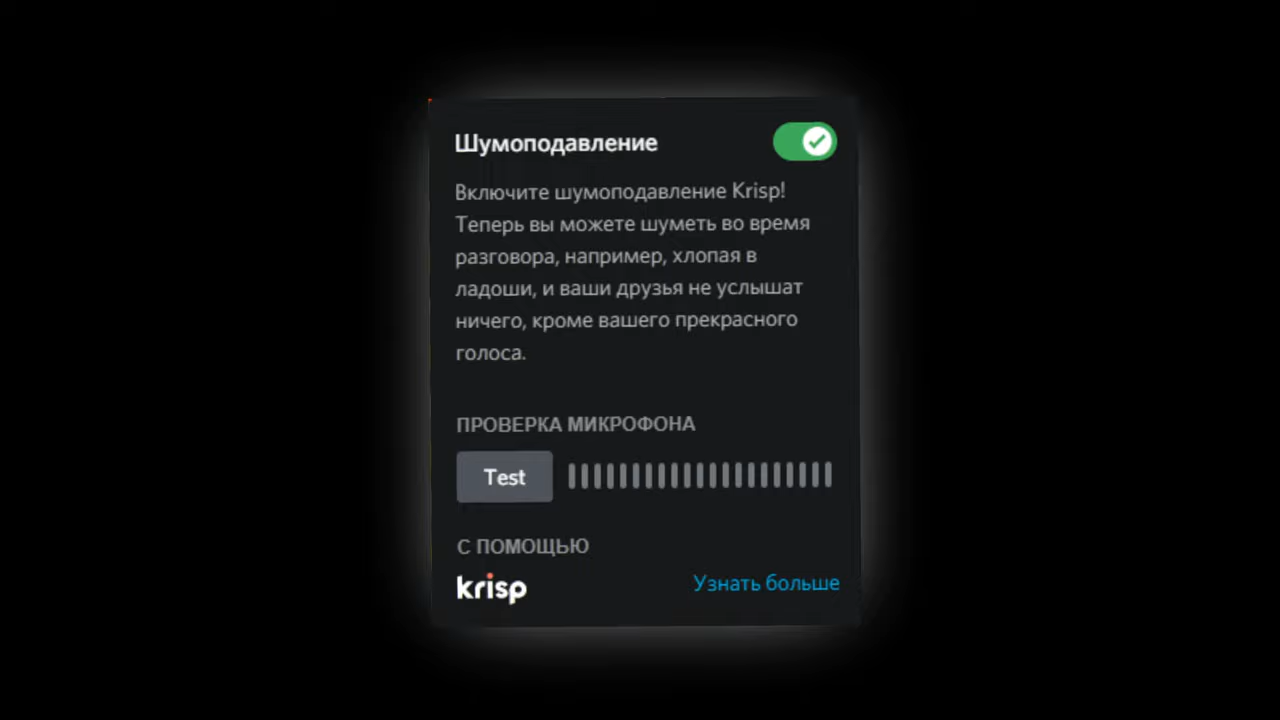 Шумоподавление
Включите шумоподавление Krisp!
Теперь вы можете шуметь во время
разговора, например, хлопая в
ладоши, и ваши друзья не услышат
ничего, кроме вашего прекрасного
голоса.
ПРОВЕРКА МИКРОФОНА
Test
С ПОМОЩЬЮ
krisp
Узнать больше